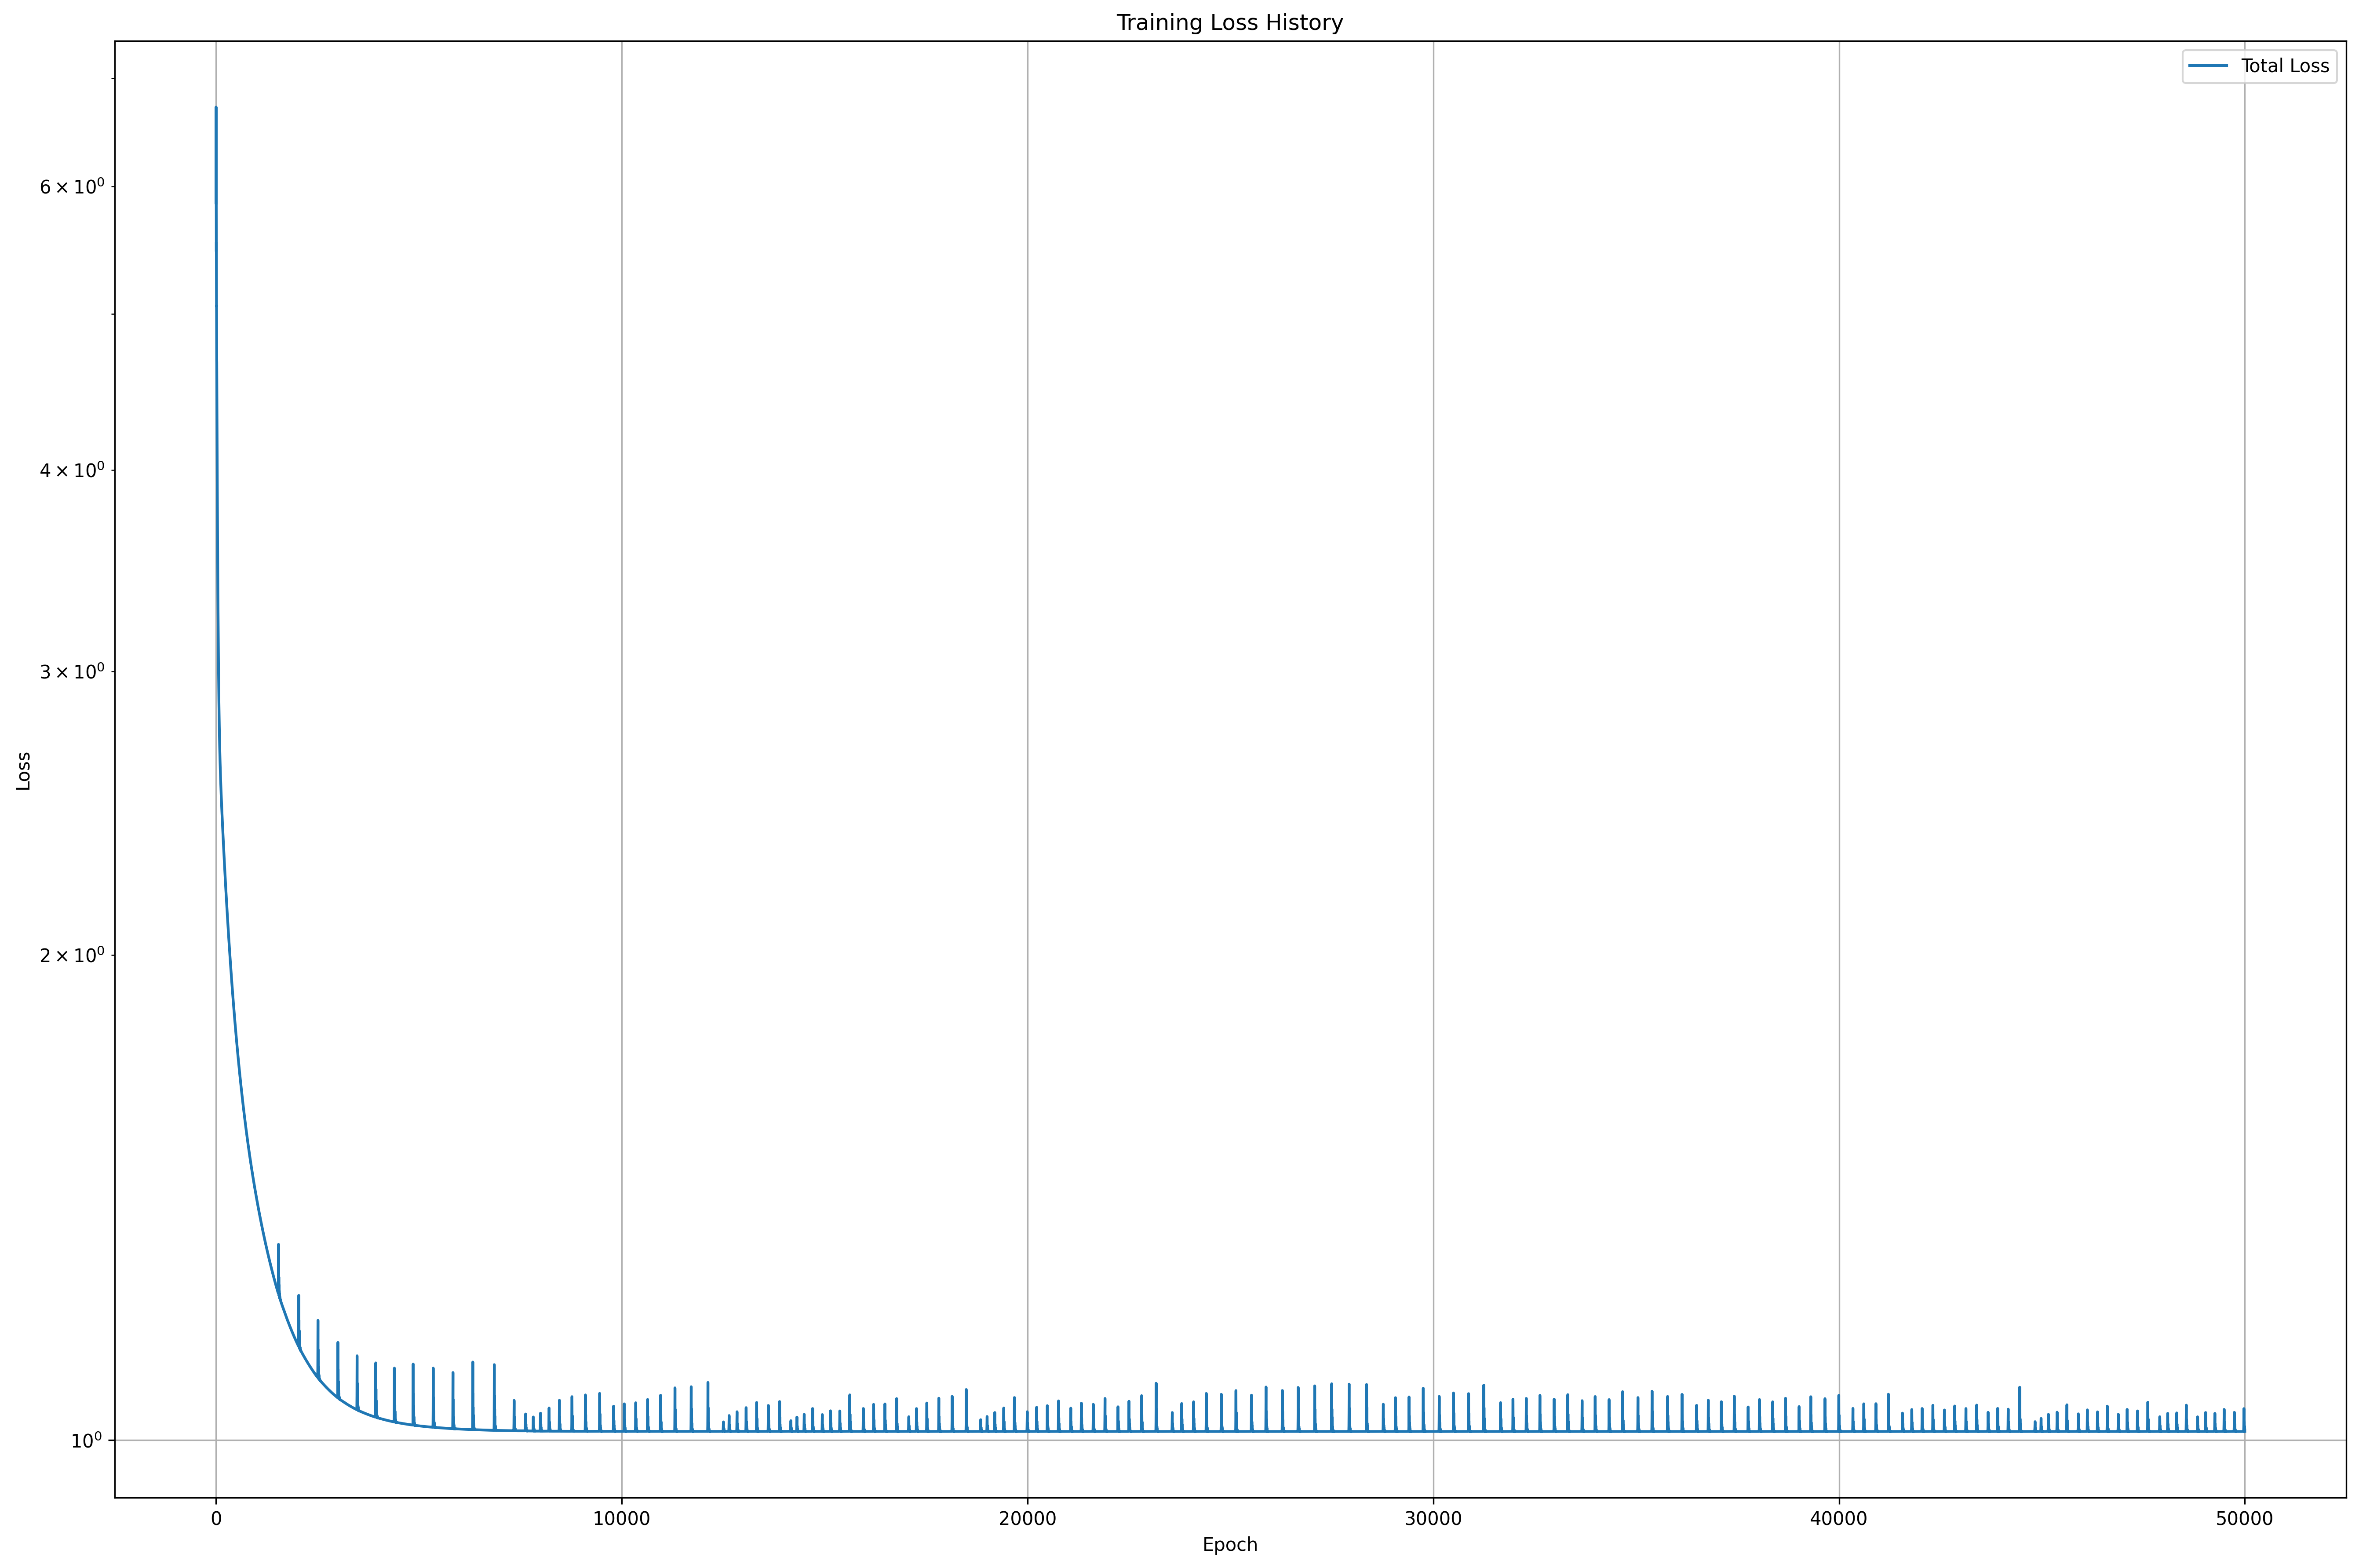 Training Loss History
Total Loss
6 × 10⁰
4 × 10⁰
3 × 10⁰
2 × 10⁰
10⁰
Loss
0 10000 20000 30000 40000 50000
Epoch